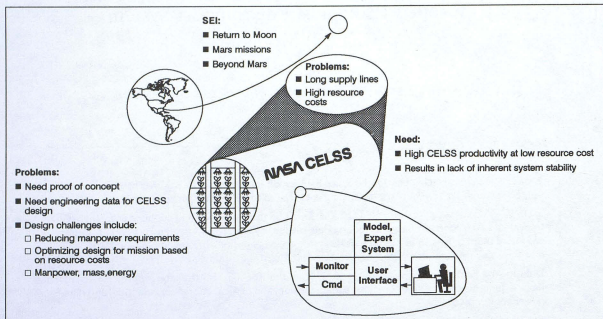 SEI:
■ Return to Moon
■ Mars missions
■ Beyond Mars
Problems:
■ Long supply lines
■ High resource
costs
NASA CELSS
Need:
■ High CELSS productivity at low resource cost
■ Results in lack of inherent system stability
Problems:
■ Need proof of concept
■ Need engineering data for CELSS
design
■ Design challenges include:
□ Reducing manpower requirements
□ Optimizing design for mission based
on resource costs
□ Manpower, mass,energy
Model,
Expert
System
Monitor
Cmd
User
Interface